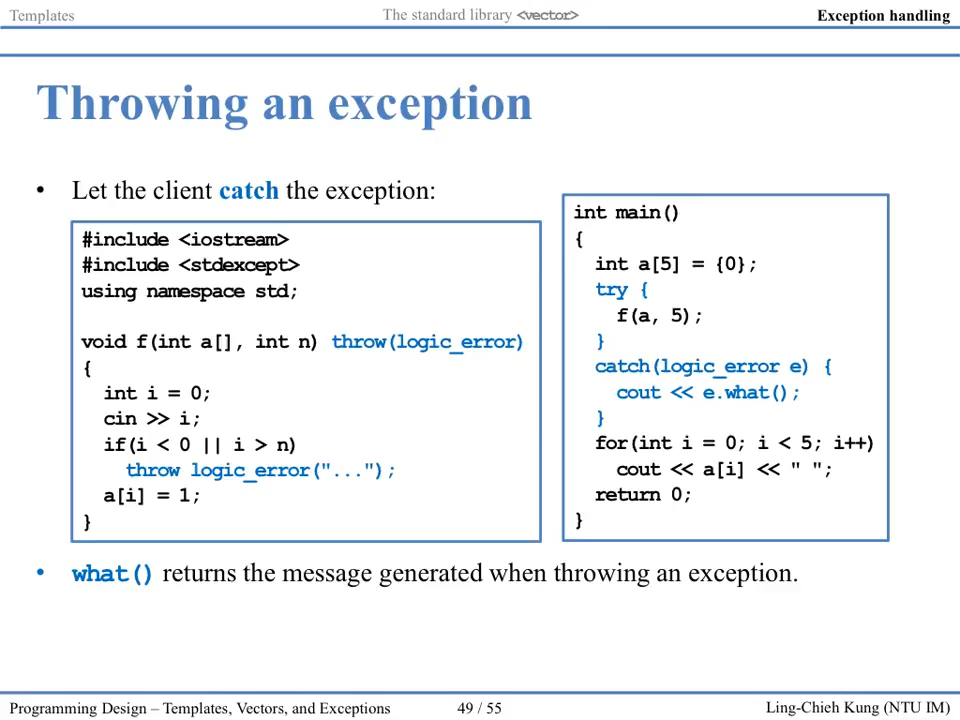 Templates
The standard library <vector>
Exception handling
Throwing an exception
• Let the client catch the exception:
#include <iostream>
#include <stdexcept>
using namespace std;

void f(int a[], int n) throw(logic_error)
{
  int i = 0;
  cin >> i;
  if(i < 0 || i > n)
    throw logic_error("...");
  a[i] = 1;
}
int main()
{
  int a[5] = {0};
  try {
    f(a, 5);
  }
  catch(logic_error e) {
    cout << e.what();
  }
  for(int i = 0; i < 5; i++)
    cout << a[i] << " ";
  return 0;
}
• what() returns the message generated when throwing an exception.
Programming Design – Templates, Vectors, and Exceptions
49 / 55
Ling-Chieh Kung (NTU IM)